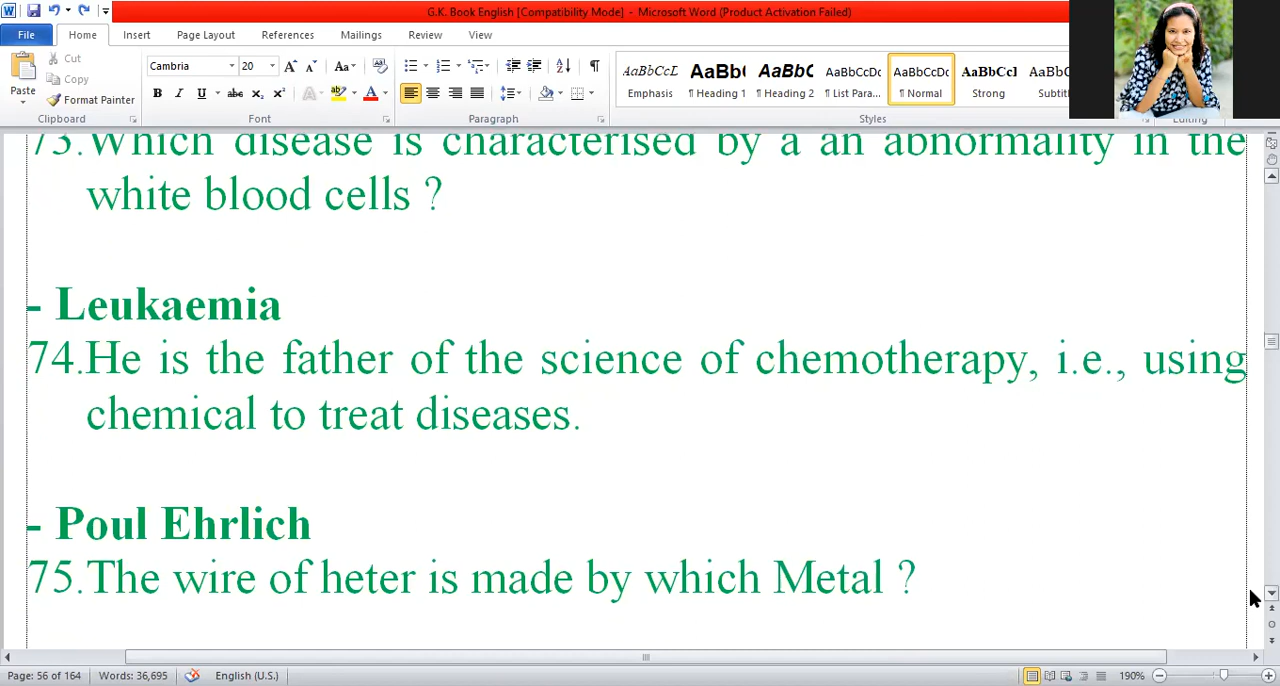 G.K. Book English [Compatibility Mode] - Microsoft Word (Product Activation Failed)
File Home Insert Page Layout References Mailings Review View
Cut
Copy
Paste
Format Painter
Cambria 20
AaBbCcL AaBb( AaBbC AaBbCcDc AaBbCcDc AaBbCcl
Emphasis ¶ Heading 1 ¶ Heading 2 ¶ List Para... ¶ Normal Strong
Clipboard Font Paragraph Styles
73.Which disease is characterised by a an abnormality in the
white blood cells ?
- Leukaemia
74.He is the father of the science of chemotherapy, i.e., using
chemical to treat diseases.
- Poul Ehrlich
75.The wire of heter is made by which Metal ?
Page: 56 of 164 Words: 36,695 English (U.S.) 190%